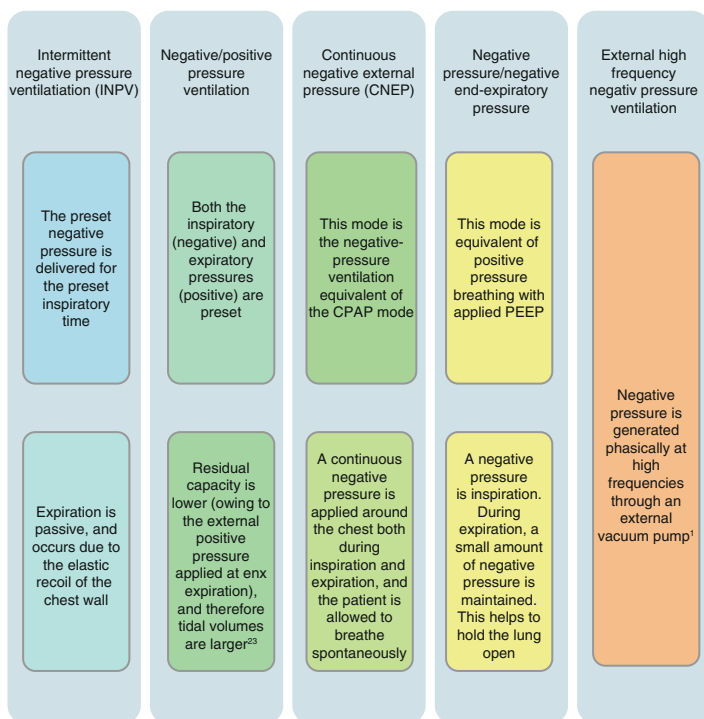 Intermittent
negative pressure
ventilatiation (INPV)
The preset
negative
pressure is
delivered for
the preset
inspiratory
time
Expiration is
passive, and
occurs due to
the elastic
recoil of the
chest wall
Negative/positive
pressure
ventilation
Both the
inspiratory
(negative) and
expiratory
pressures
(positive) are
preset
Residual
capacity is
lower (owing to
the external
positive
pressure
applied at enx
expiration),
and therefore
tidal volumes
are larger²³
Continuous
negative external
pressure (CNEP)
This mode is
the negative-
pressure
ventilation
equivalent of
the CPAP mode
A continuous
negative
pressure is
applied around
the chest both
during
inspiration and
expiration, and
the patient is
allowed to
breathe
spontaneously
Negative
pressure/negative
end-expiratory
pressure
This mode is
equivalent of
positive
pressure
breathing with
applied PEEP
A negative
pressure
is inspiration.
During
expiration, a
small amount
of negative
pressure is
maintained.
This helps to
hold the lung
open
External high
frequency
negativ pressure
ventilation
Negative
pressure is
generated
phasically at
high
frequencies
through an
external
vacuum pump¹